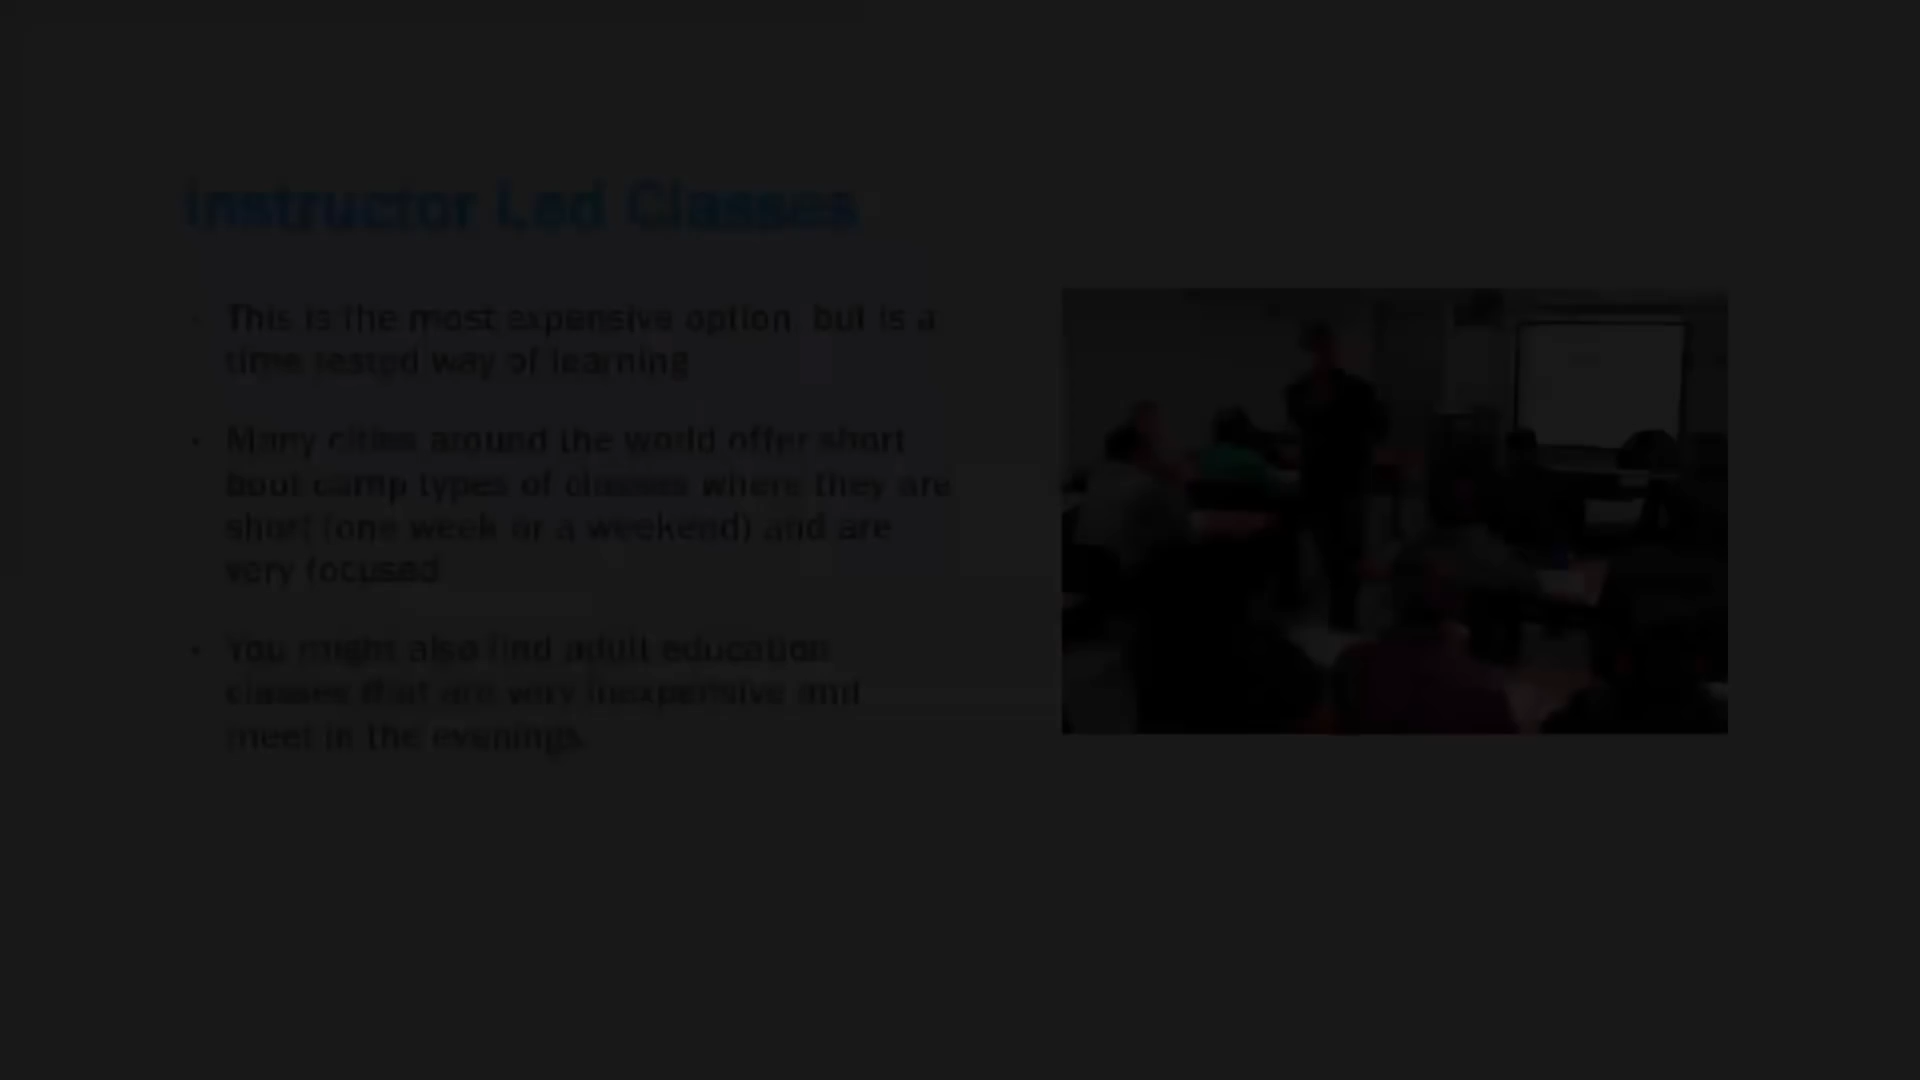 Instructor Led Classes
This is the most expensive option, but is a
time tested way of learning
• Many cities around the world offer short
boot camp types of classes where they are
short (one week or a weekend) and are
very focused
• You might also find adult education
classes that are very inexpensive and
meet in the evenings